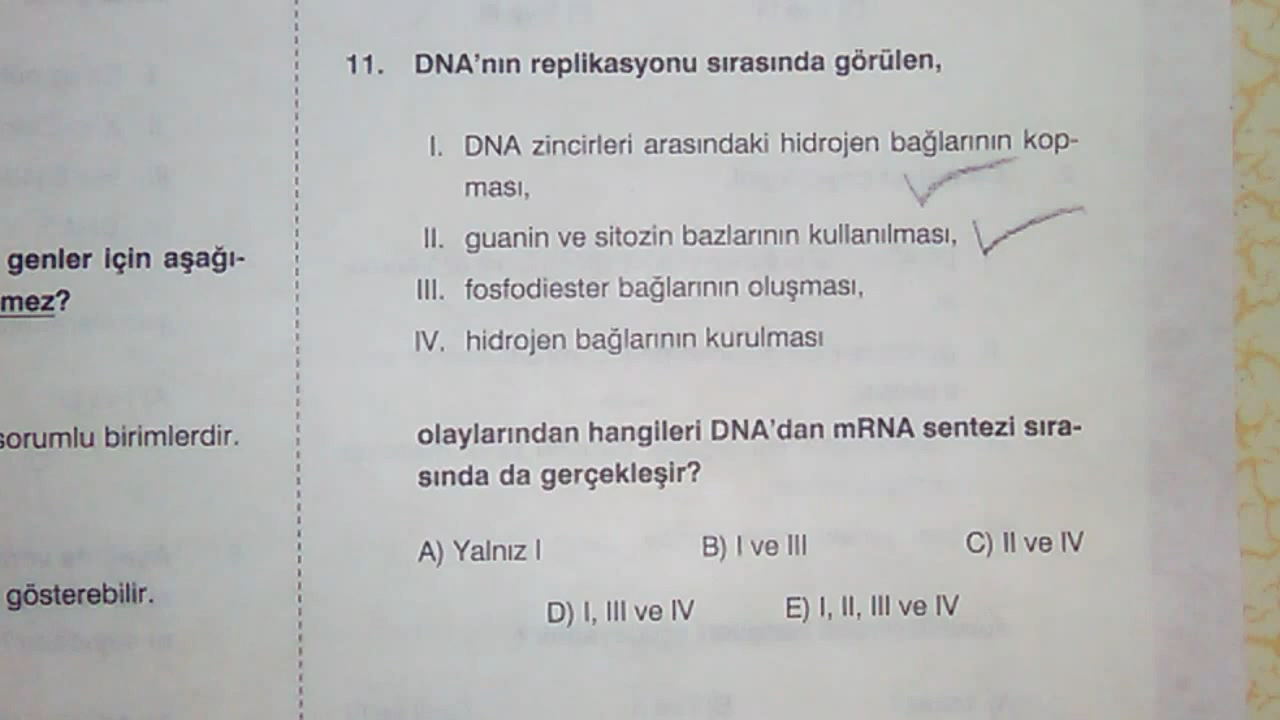 genler için aşağı-
mez?
sorumlu birimlerdir.
gösterebilir.
11. DNA'nın replikasyonu sırasında görülen,
I. DNA zincirleri arasındaki hidrojen bağlarının kop-
ması,
II. guanin ve sitozin bazlarının kullanılması,
III. fosfodiester bağlarının oluşması,
IV. hidrojen bağlarının kurulması
olaylarından hangileri DNA'dan mRNA sentezi sıra-
sında da gerçekleşir?
A) Yalnız I B) I ve III C) II ve IV
D) I, III ve IV E) I, II, III ve IV